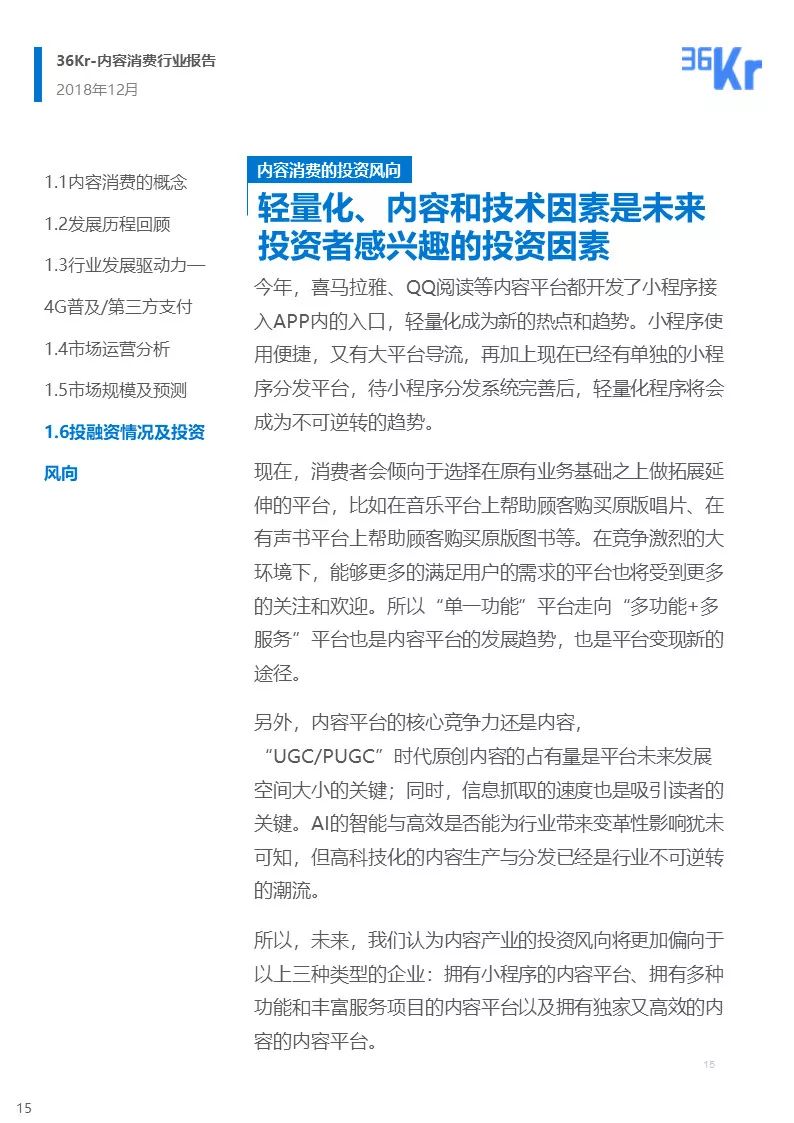 36Kr-内容消费行业报告
2018年12月
36Kr
1.1内容消费的概念
1.2发展历程回顾
1.3行业发展驱动力—
4G普及/第三方支付
1.4市场运营分析
1.5市场规模及预测
1.6投融资情况及投资
风向
内容消费的投资风向
轻量化、内容和技术因素是未来
投资者感兴趣的投资因素
今年，喜马拉雅、QQ阅读等内容平台都开发了小程序接
入APP内的入口，轻量化成为新的热点和趋势。小程序使
用便捷，又有大平台导流，再加上现在已经有单独的小程
序分发平台，待小程序分发系统完善后，轻量化程序将会
成为不可逆转的趋势。
现在，消费者会倾向于选择在原有业务基础之上做拓展延
伸的平台，比如在音乐平台上帮助顾客购买原版唱片、在
有声书平台上帮助顾客购买原版图书等。在竞争激烈的大
环境下，能够更多的满足用户的需求的平台也将受到更多
的关注和欢迎。所以“单一功能”平台走向“多功能+多
服务”平台也是内容平台的发展趋势，也是平台变现新的
途径。
另外，内容平台的核心竞争力还是内容，
“UGC/PUGC”时代原创内容的占有量是平台未来发展
空间大小的关键；同时，信息抓取的速度也是吸引读者的
关键。AI的智能与高效是否能为行业带来变革性影响犹未
可知，但高科技化的内容生产与分发已经是行业不可逆转
的潮流。
所以，未来，我们认为内容产业的投资风向将更加偏向于
以上三种类型的企业：拥有小程序的内容平台、拥有多种
功能和丰富服务项目的内容平台以及拥有独家又高效的内
容的内容平台。
15
15